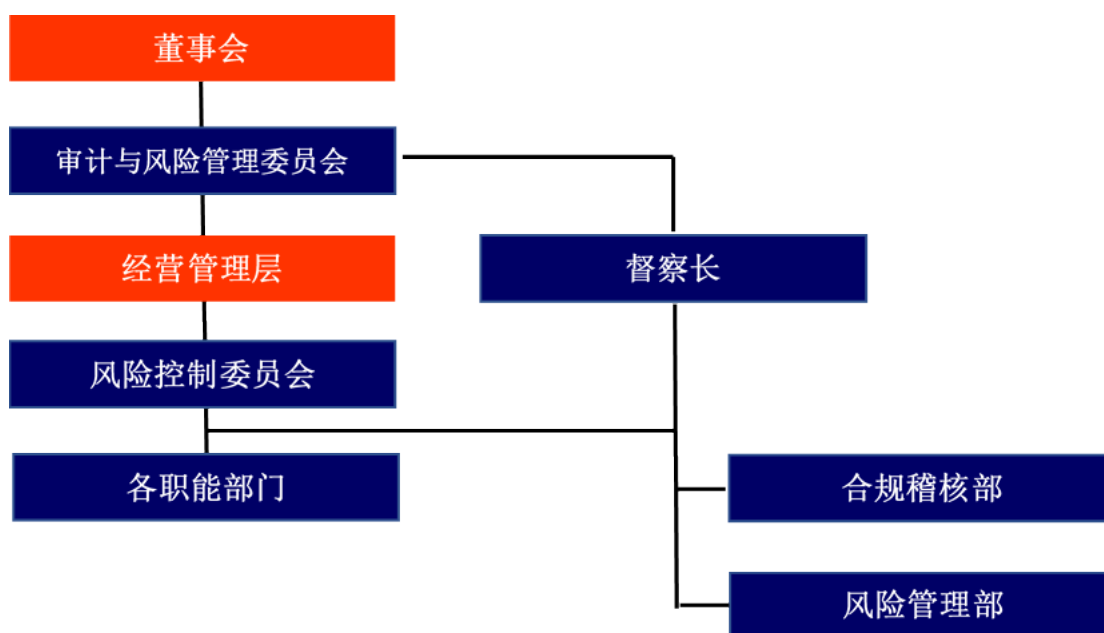 董事会
审计与风险管理委员会
经营管理层
督察长
风险控制委员会
各职能部门
合规稽核部
风险管理部